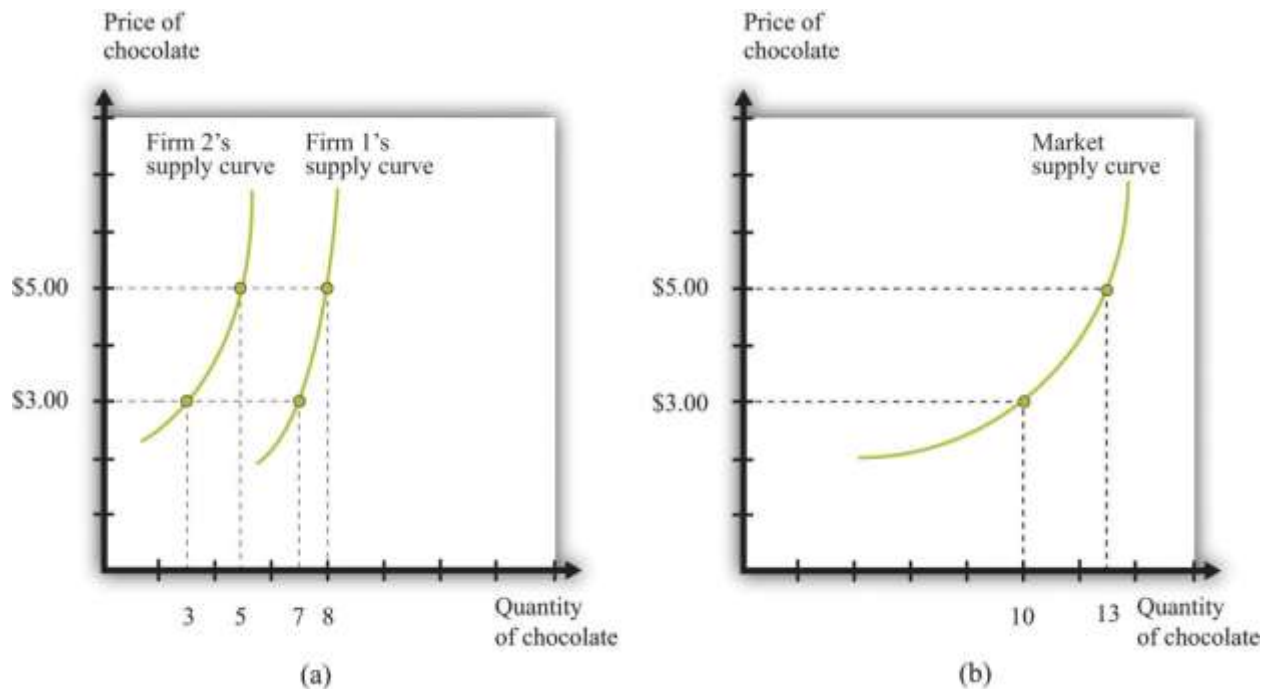 Price of
chocolate
Firm 2’s
supply curve
Firm 1’s
supply curve
$5.00
$3.00
3 5 7 8
Quantity
of chocolate
(a)
Price of
chocolate
Market
supply curve
$5.00
$3.00
10 13
Quantity
of chocolate
(b)